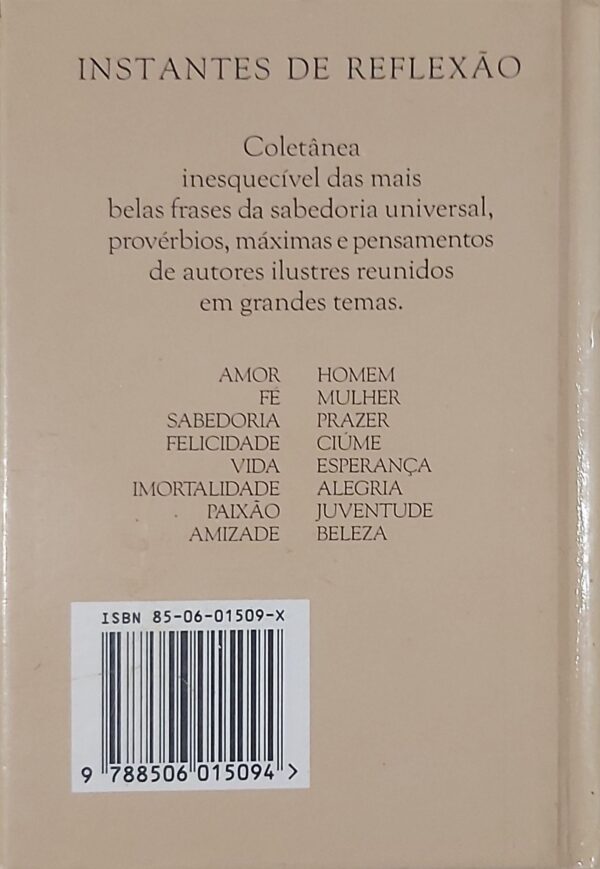 INSTANTES DE REFLEXÃO
Coletânea
inesquecível das mais
belas frases da sabedoria universal,
provérbios, máximas e pensamentos
de autores ilustres reunidos
em grandes temas.
AMOR HOMEM
FÉ MULHER
SABEDORIA PRAZER
FELICIDADE CIÚME
VIDA ESPERANÇA
IMORTALIDADE ALEGRIA
PAIXÃO JUVENTUDE
AMIZADE BELEZA
ISBN 85-06-01509-X
9 788506 015094 >